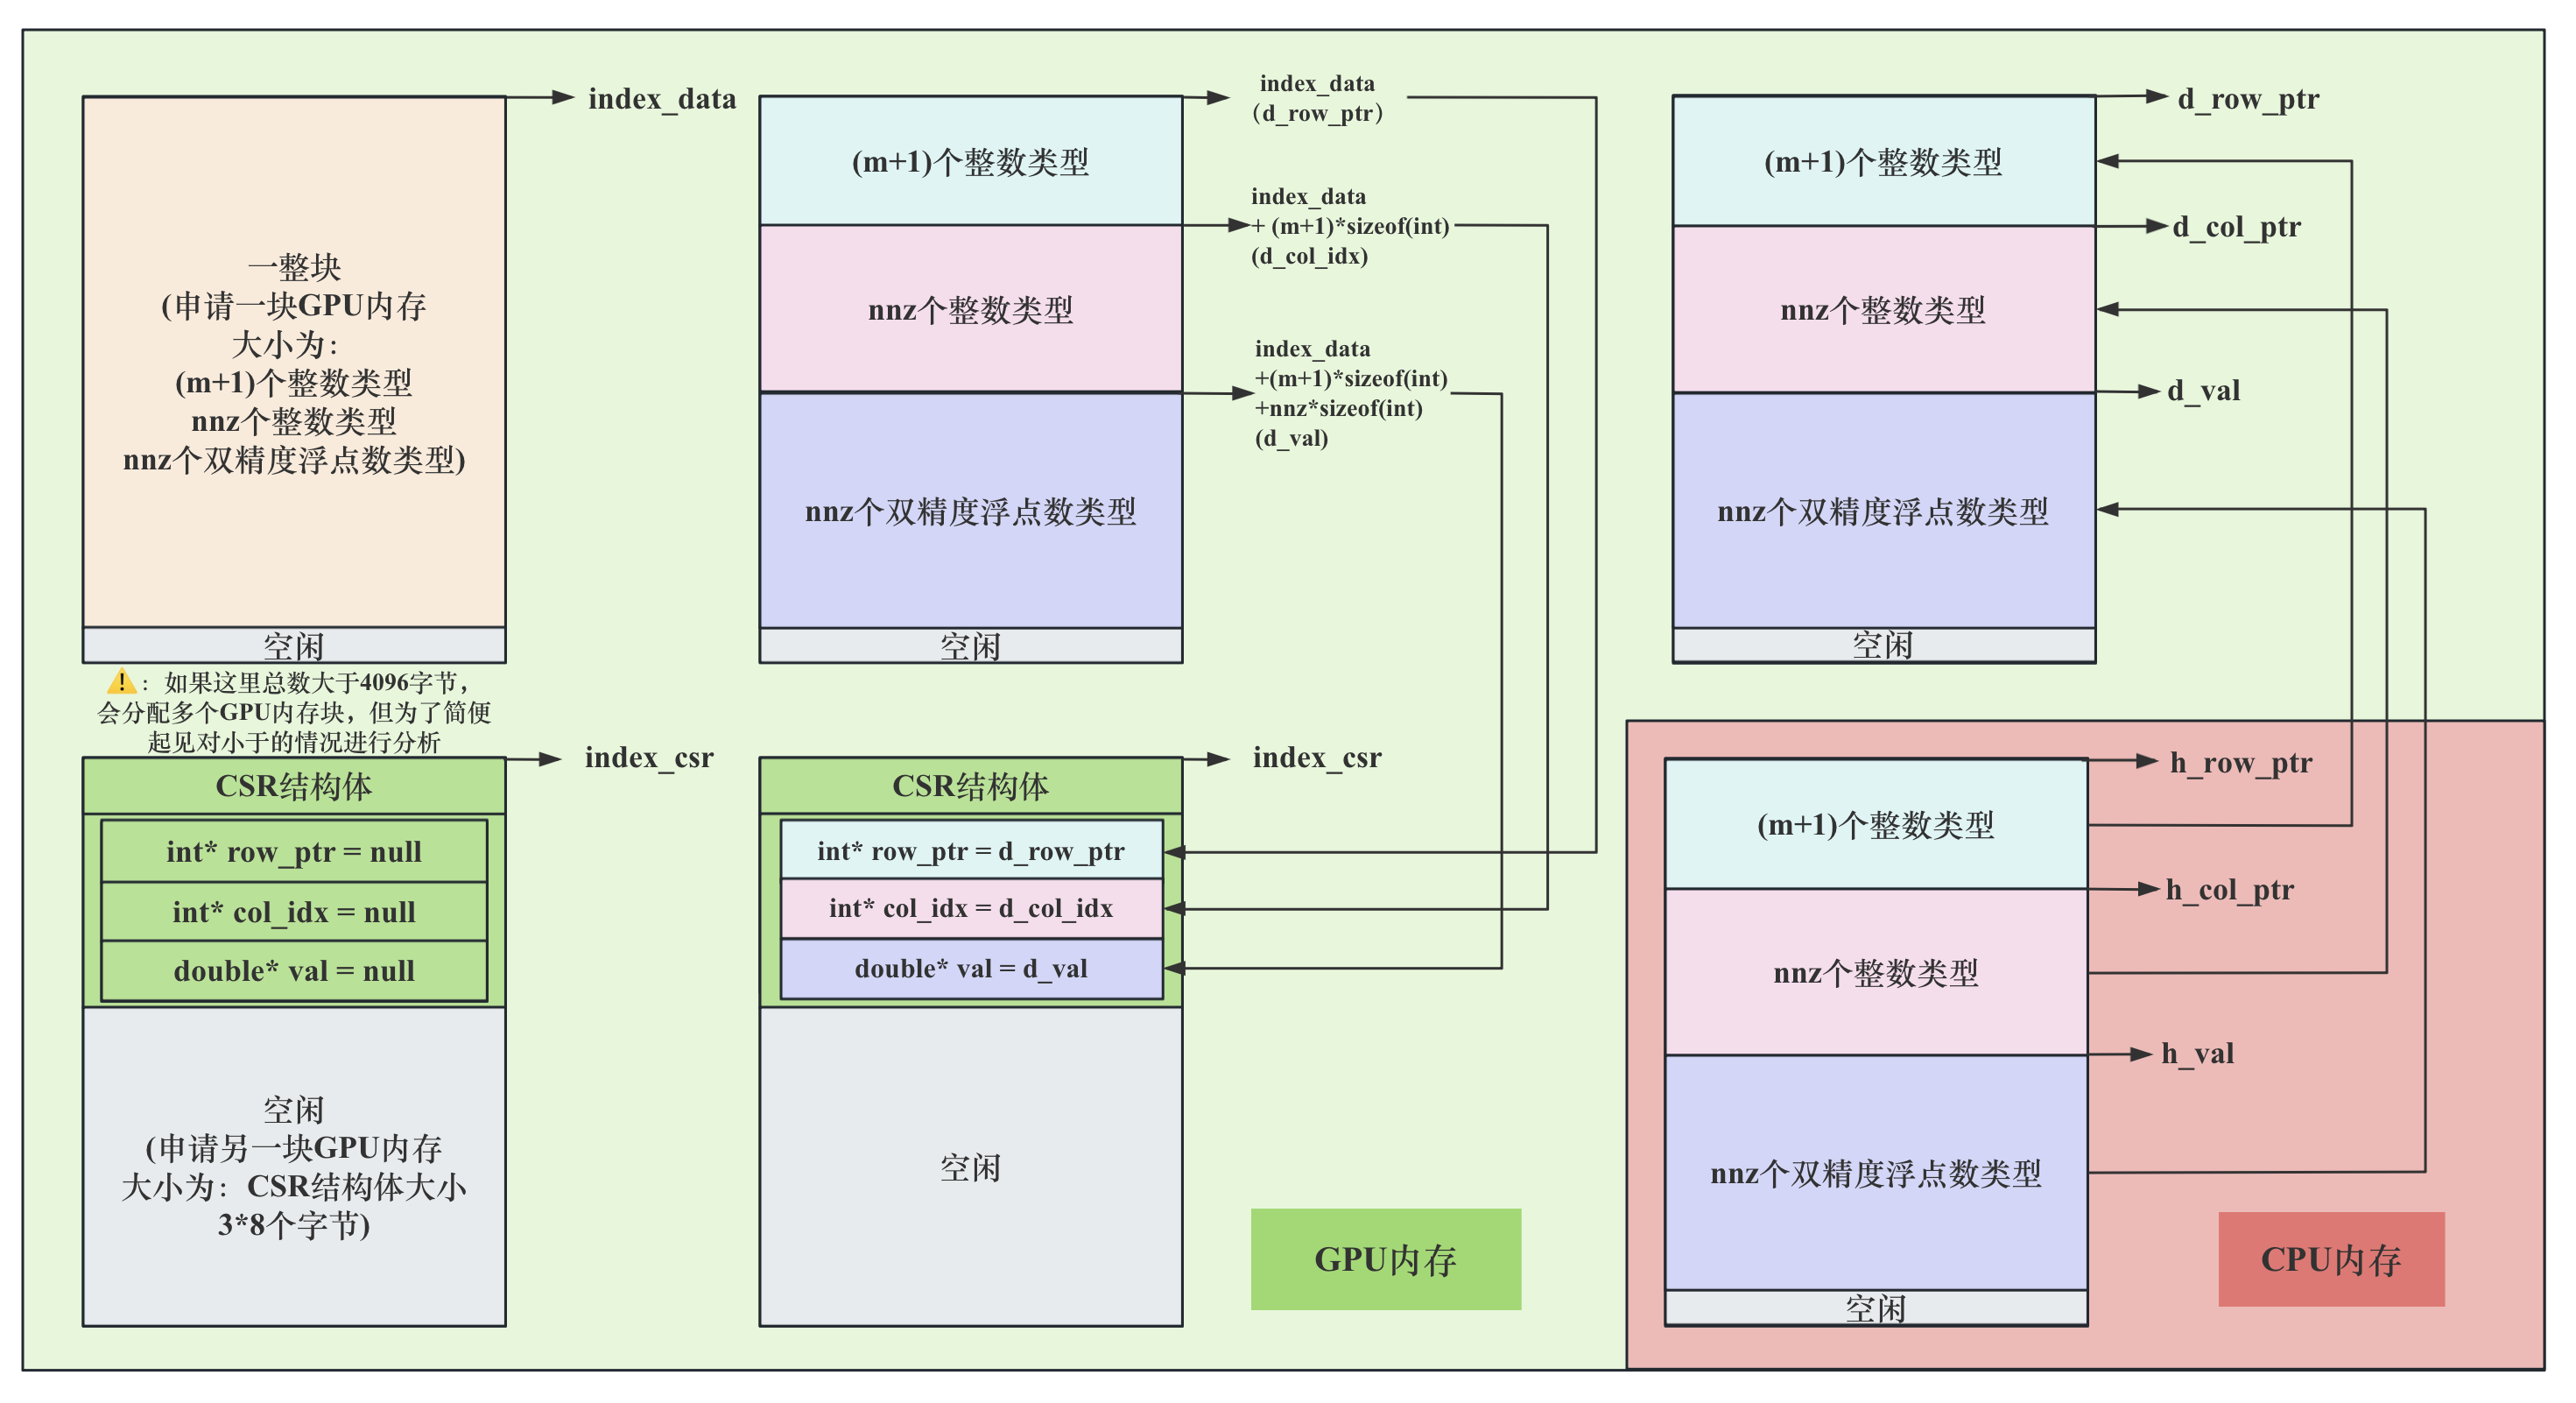 一整块
(申请一块GPU内存
大小为：
(m+1)个整数类型
nnz个整数类型
nnz个双精度浮点数类型)
空闲
index_data
⚠：如果这里总数大于4096字节，
会分配多个GPU内存块，但为了简便
起见对小于的情况进行分析
CSR结构体
int* row_ptr = null
int* col_idx = null
double* val = null
空闲
(申请另一块GPU内存
大小为：CSR结构体大小
3*8个字节)
index_csr
(m+1)个整数类型
nnz个整数类型
nnz个双精度浮点数类型
空闲
index_data
(d_row_ptr)
index_data
+ (m+1)*sizeof(int)
(d_col_idx)
index_data
+(m+1)*sizeof(int)
+nnz*sizeof(int)
(d_val)
CSR结构体
int* row_ptr = d_row_ptr
int* col_idx = d_col_idx
double* val = d_val
空闲
index_csr
GPU内存
(m+1)个整数类型
nnz个整数类型
nnz个双精度浮点数类型
空闲
d_row_ptr
d_col_ptr
d_val
(m+1)个整数类型
nnz个整数类型
nnz个双精度浮点数类型
空闲
h_row_ptr
h_col_ptr
h_val
CPU内存